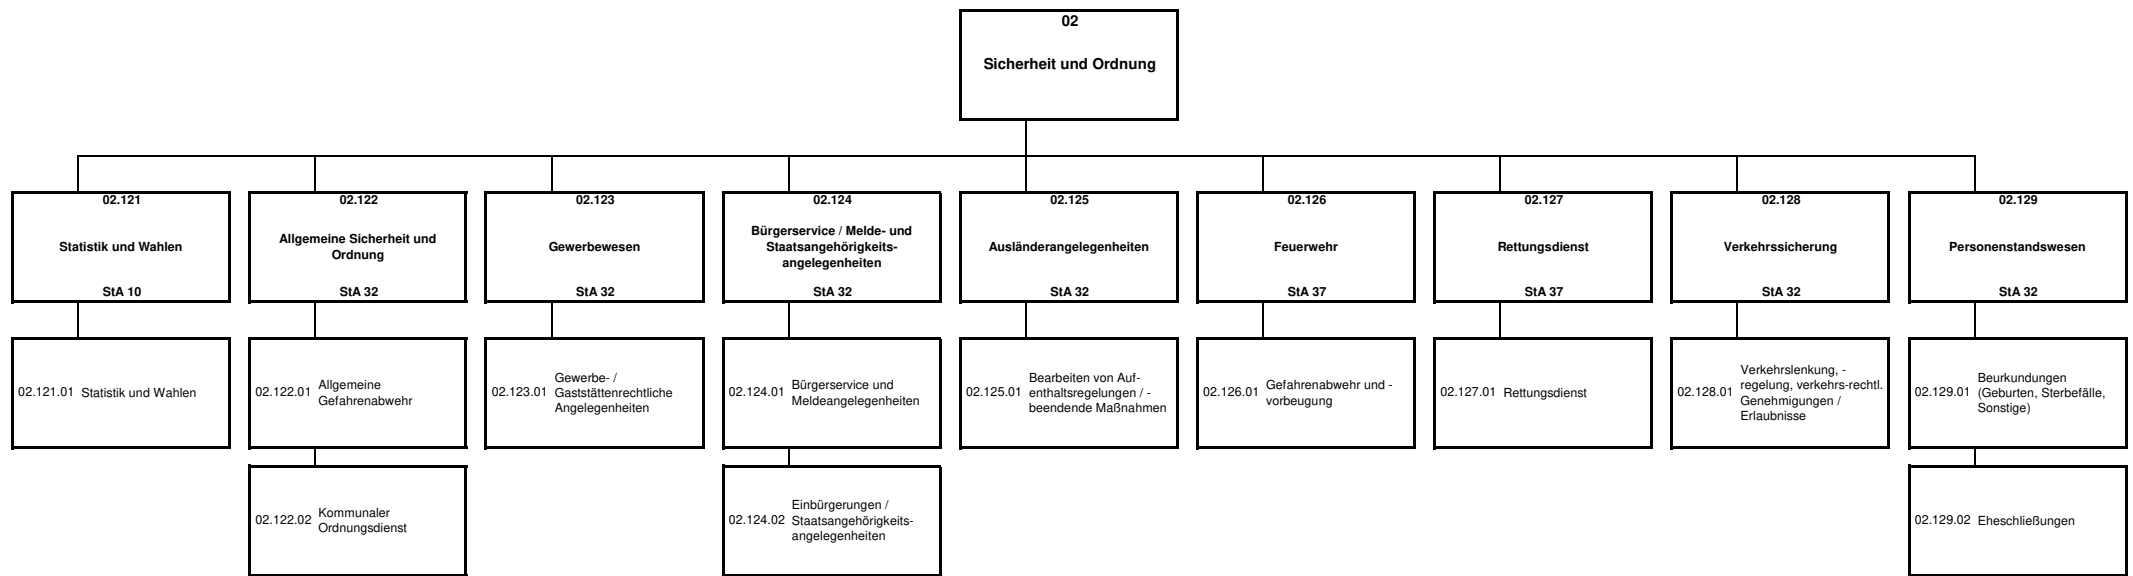 02
Sicherheit und Ordnung
02.121
Statistik und Wahlen
StA 10
02.122
Allgemeine Sicherheit und
Ordnung
StA 32
02.123
Gewerbewesen
StA 32
02.124
Bürgerservice / Melde- und
Staatsangehörigkeits-
angelegenheiten
StA 32
02.125
Ausländerangelegenheiten
StA 32
02.126
Feuerwehr
StA 37
02.127
Rettungsdienst
StA 37
02.128
Verkehrssicherung
StA 32
02.129
Personenstandswesen
StA 32
02.121.01 Statistik und Wahlen
02.122.01 Allgemeine
Gefahrenabwehr
02.123.01 Gewerbe- /
Gaststättenrechtliche
Angelegenheiten
02.124.01 Bürgerservice und
Meldeangelegenheiten
02.125.01 Bearbeiten von Auf-
enthaltsregelungen / -
beendende Maßnahmen
02.126.01 Gefahrenabwehr und -
vorbeugung
02.127.01 Rettungsdienst
02.128.01 Verkehrslenkung, -
regelung, verkehrs-rechtl.
Genehmigungen /
Erlaubnisse
02.129.01 Beurkundungen
(Geburten, Sterbefälle,
Sonstige)
02.122.02 Kommunaler
Ordnungsdienst
02.124.02 Einbürgerungen /
Staatsangehörigkeits-
angelegenheiten
02.129.02 Eheschließungen